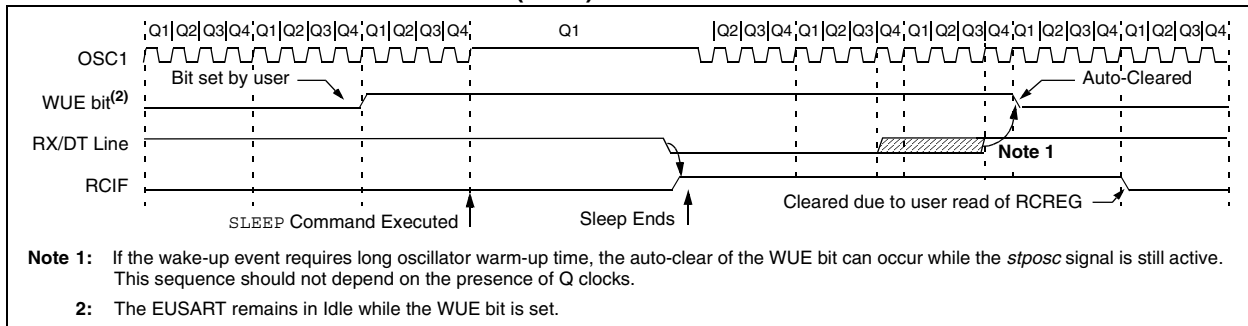 Q1 Q2 Q3 Q4 Q1 Q2 Q3 Q4 Q1 Q2 Q3 Q4 Q1 Q2 Q3 Q4 Q1 Q2 Q3 Q4 Q1 Q2 Q3 Q4 Q1 Q2 Q3 Q4 Q1 Q2 Q3 Q4
OSC1
Bit set by user
Auto-Cleared
WUE bit(2)
RX/DT Line
Note 1
RCIF
Cleared due to user read of RCREG
SLEEP Command Executed
Sleep Ends
Note 1: If the wake-up event requires long oscillator warm-up time, the auto-clear of the WUE bit can occur while the stposc signal is still active.
This sequence should not depend on the presence of Q clocks.
2: The EUSART remains in Idle while the WUE bit is set.